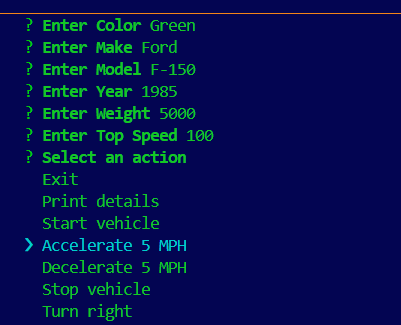 ? Enter Color Green
? Enter Make Ford
? Enter Model F-150
? Enter Year 1985
? Enter Weight 5000
? Enter Top Speed 100
? Select an action
Exit
Print details
Start vehicle
❯ Accelerate 5 MPH
Decelerate 5 MPH
Stop vehicle
Turn right